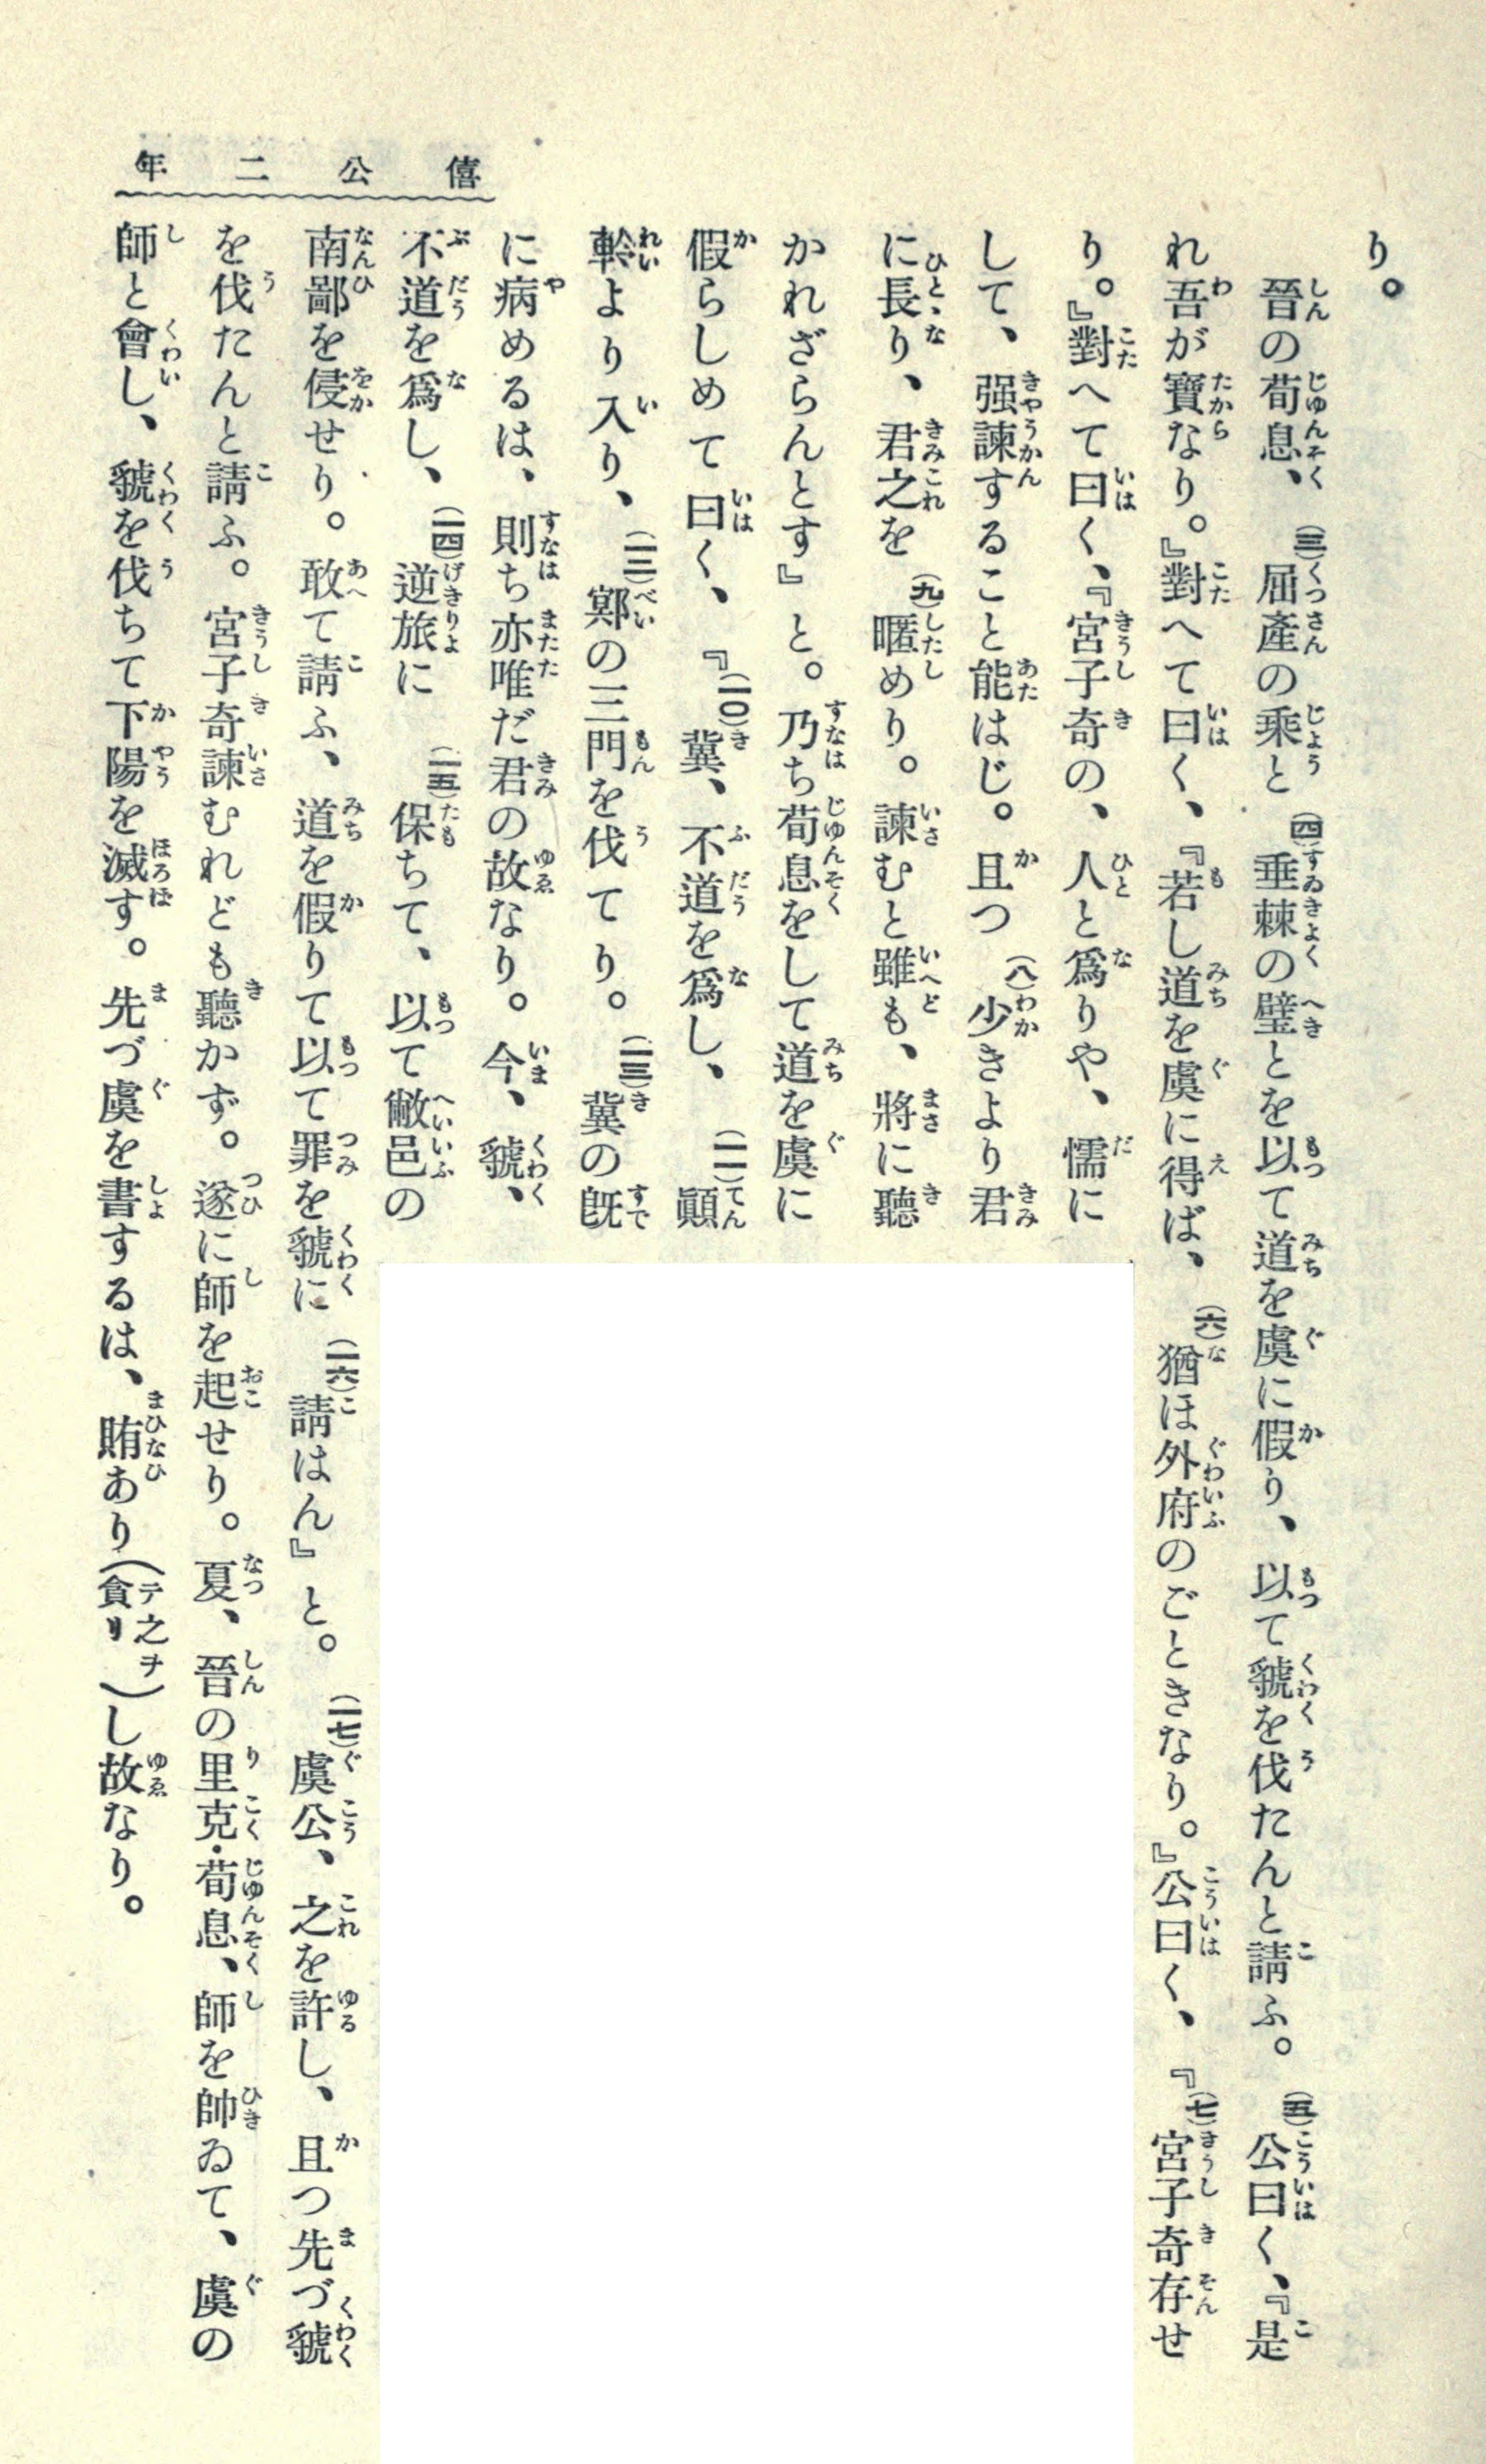 僖公二年
り。
晉の荀息、(三)屈產の乘と(四)垂棘の璧とを以て道を虞に假り、以て虢を伐たんと請ふ。(五)公曰く、『是
れ吾が寶なり。』對へて曰く、『若し道を虞に得ば、(六)猶ほ外府のごときなり。』公曰く、『(七)宮子奇存せ
り。』對へて曰く、『宮子奇の、人と爲りや、懦に
して、强諫すること能はじ。且つ(八)少きより君
に長り、君之を(九)暱めり。諫むと雖も、將に聽
かれざらんとす』と。乃ち荀息をして道を虞に
假らしめて曰く、『(一〇)冀、不道を爲し、(一一)顚
軨より入り、(一二)鄍の三門を伐てり。(一三)冀の旣
に病めるは、則ち亦唯だ君の故なり。今、虢、
不道を爲し、(一四)逆旅に(一五)保ちて、以て敝邑の
南鄙を侵せり。敢て請ふ、道を假りて以て罪を虢に(一六)請はん』と。(一七)虞公、之を許し、且つ先づ虢
を伐たんと請ふ。宮子奇諫むれども聽かず。遂に師を起せり。夏、晉の里克・荀息、師を帥ゐて、虞の
師と會し、虢を伐ちて下陽を滅す。先づ虞を書するは、賄あり(貪リテ之ヲ)し故なり。